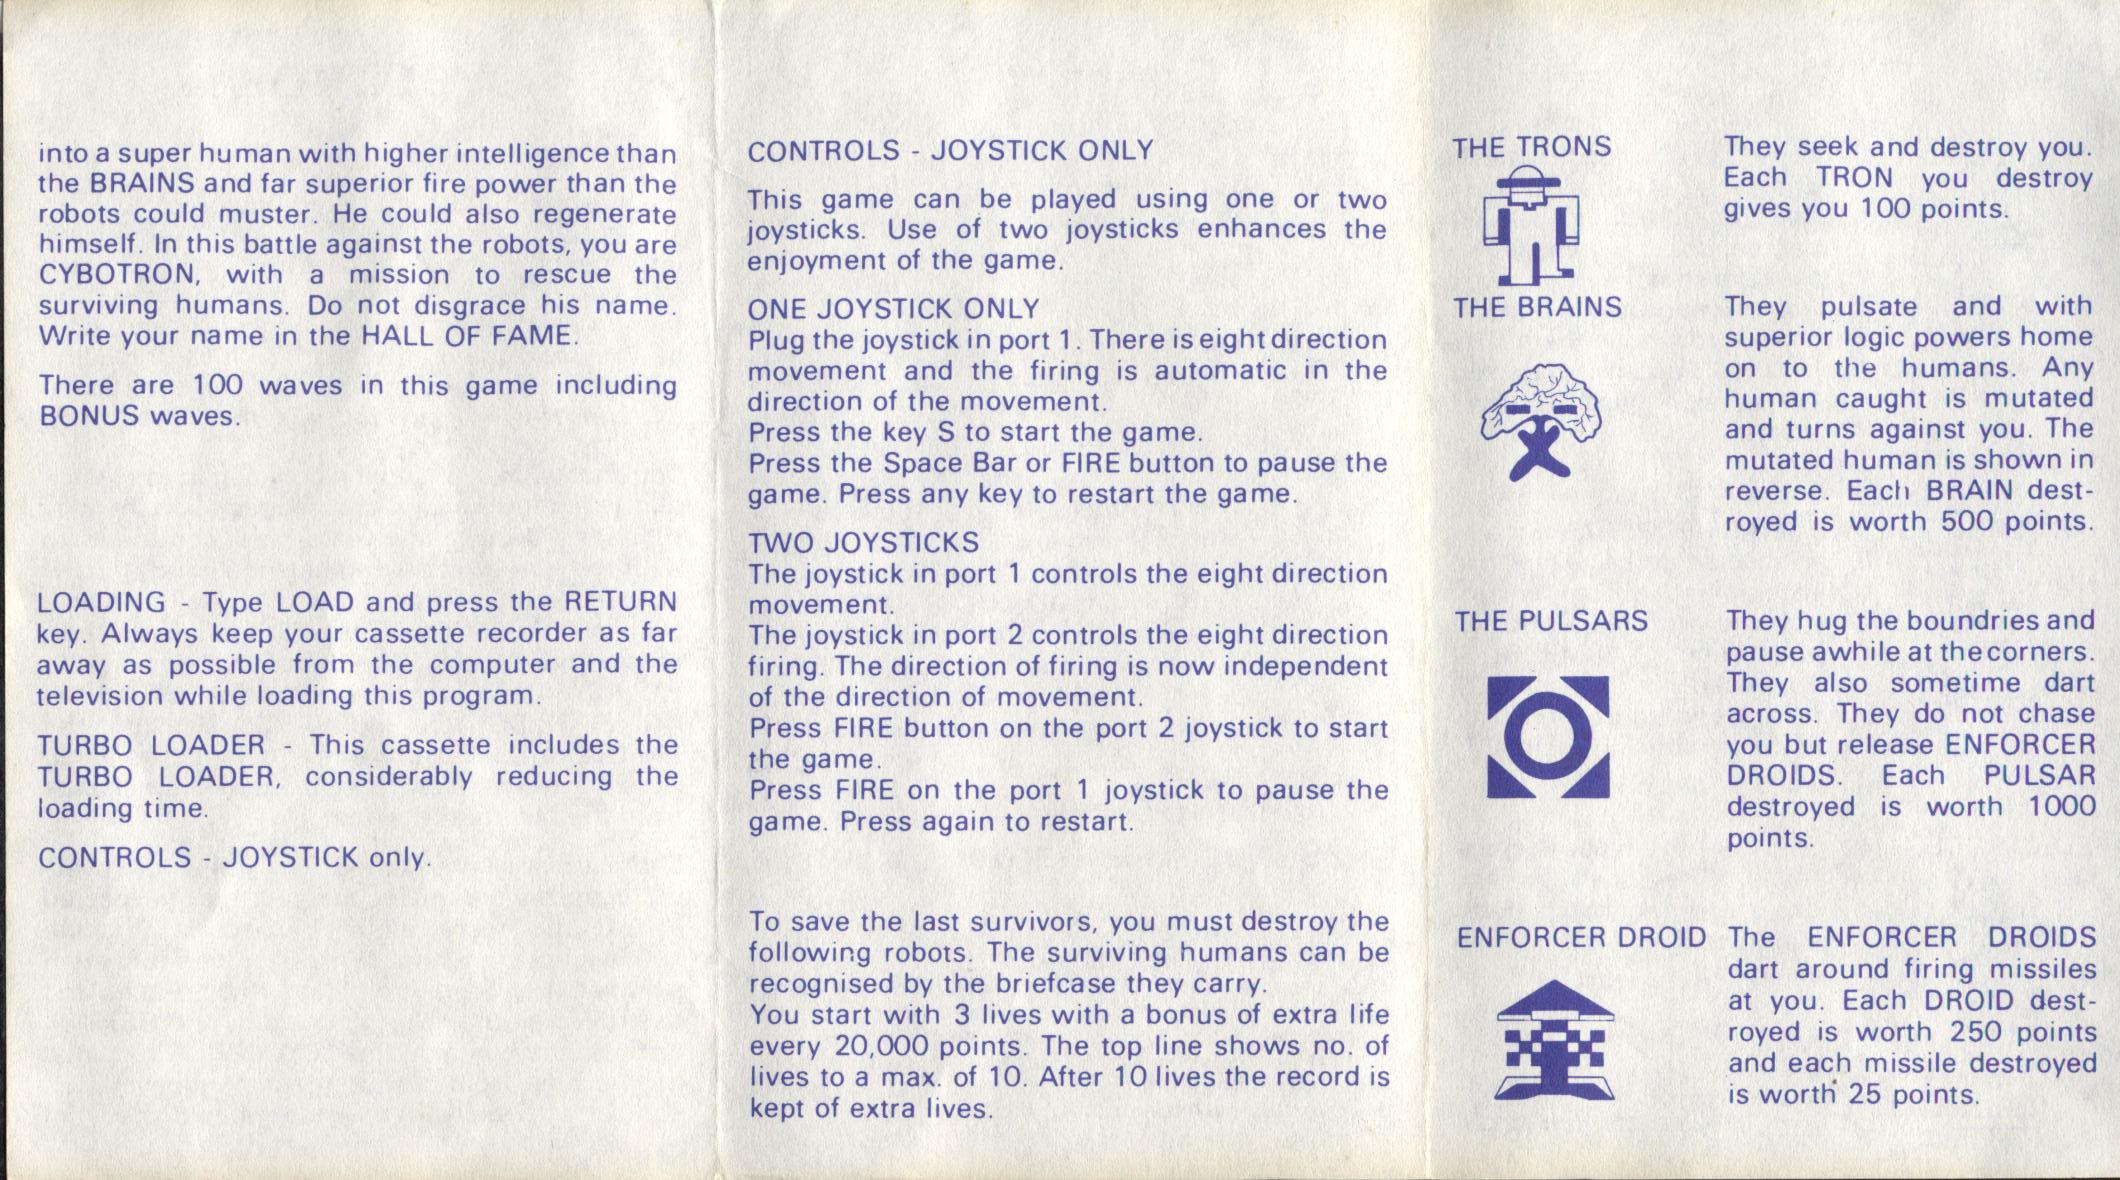 into a super human with higher intelligence than
the BRAINS and far superior fire power than the
robots could muster. He could also regenerate
himself. In this battle against the robots, you are
CYBOTRON, with a mission to rescue the
surviving humans. Do not disgrace his name.
Write your name in the HALL OF FAME.
There are 100 waves in this game including
BONUS waves.
LOADING - Type LOAD and press the RETURN
key. Always keep your cassette recorder as far
away as possible from the computer and the
television while loading this program.
TURBO LOADER - This cassette includes the
TURBO LOADER, considerably reducing the
loading time.
CONTROLS - JOYSTICK only.
CONTROLS - JOYSTICK ONLY
This game can be played using one or two
joysticks. Use of two joysticks enhances the
enjoyment of the game.
ONE JOYSTICK ONLY
Plug the joystick in port 1. There is eight direction
movement and the firing is automatic in the
direction of the movement.
Press the key S to start the game.
Press the Space Bar or FIRE button to pause the
game. Press any key to restart the game.
TWO JOYSTICKS
The joystick in port 1 controls the eight direction
movement.
The joystick in port 2 controls the eight direction
firing. The direction of firing is now independent
of the direction of movement.
Press FIRE button on the port 2 joystick to start
the game.
Press FIRE on the port 1 joystick to pause the
game. Press again to restart.
To save the last survivors, you must destroy the
following robots. The surviving humans can be
recognised by the briefcase they carry.
You start with 3 lives with a bonus of extra life
every 20,000 points. The top line shows no. of
lives to a max. of 10. After 10 lives the record is
kept of extra lives.
THE TRONS
They seek and destroy you.
Each TRON you destroy
gives you 100 points.
THE BRAINS
They pulsate and with
superior logic powers home
on to the humans. Any
human caught is mutated
and turns against you. The
mutated human is shown in
reverse. Each BRAIN dest-
royed is worth 500 points.
THE PULSARS
They hug the boundries and
pause awhile at the corners.
They also sometime dart
across. They do not chase
you but release ENFORCER
DROIDS. Each PULSAR
destroyed is worth 1000
points.
ENFORCER DROID
The ENFORCER DROIDS
dart around firing missiles
at you. Each DROID dest-
royed is worth 250 points
and each missile destroyed
is worth 25 points.